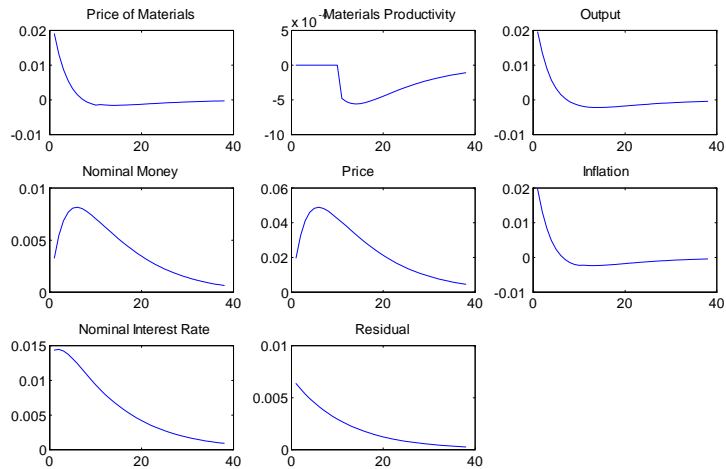 Price of Materials
0.02
0.01
0
-0.01
0 20 40
5 x 10
Materials Productivity
0
-5
-10
0 20 40
Output
0.02
0.01
0
-0.01
0 20 40
Nominal Money
0.01
0.005
0
0 20 40
Price
0.06
0.04
0.02
0
0 20 40
Inflation
0.02
0.01
0
-0.01
0 20 40
Nominal Interest Rate
0.015
0.01
0.005
0
0 20 40
Residual
0.01
0.005
0
0 20 40